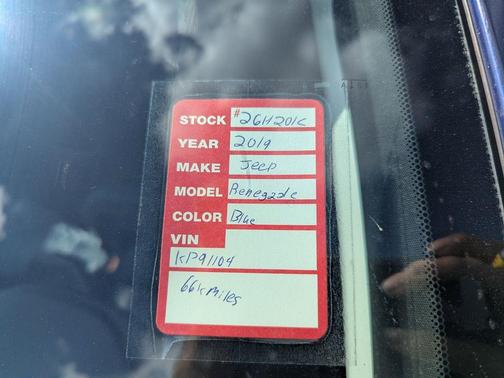 STOCK #26H201C
YEAR 2019
MAKE Jeep
MODEL Renegade
COLOR Blue
VIN
KP91104
66k miles